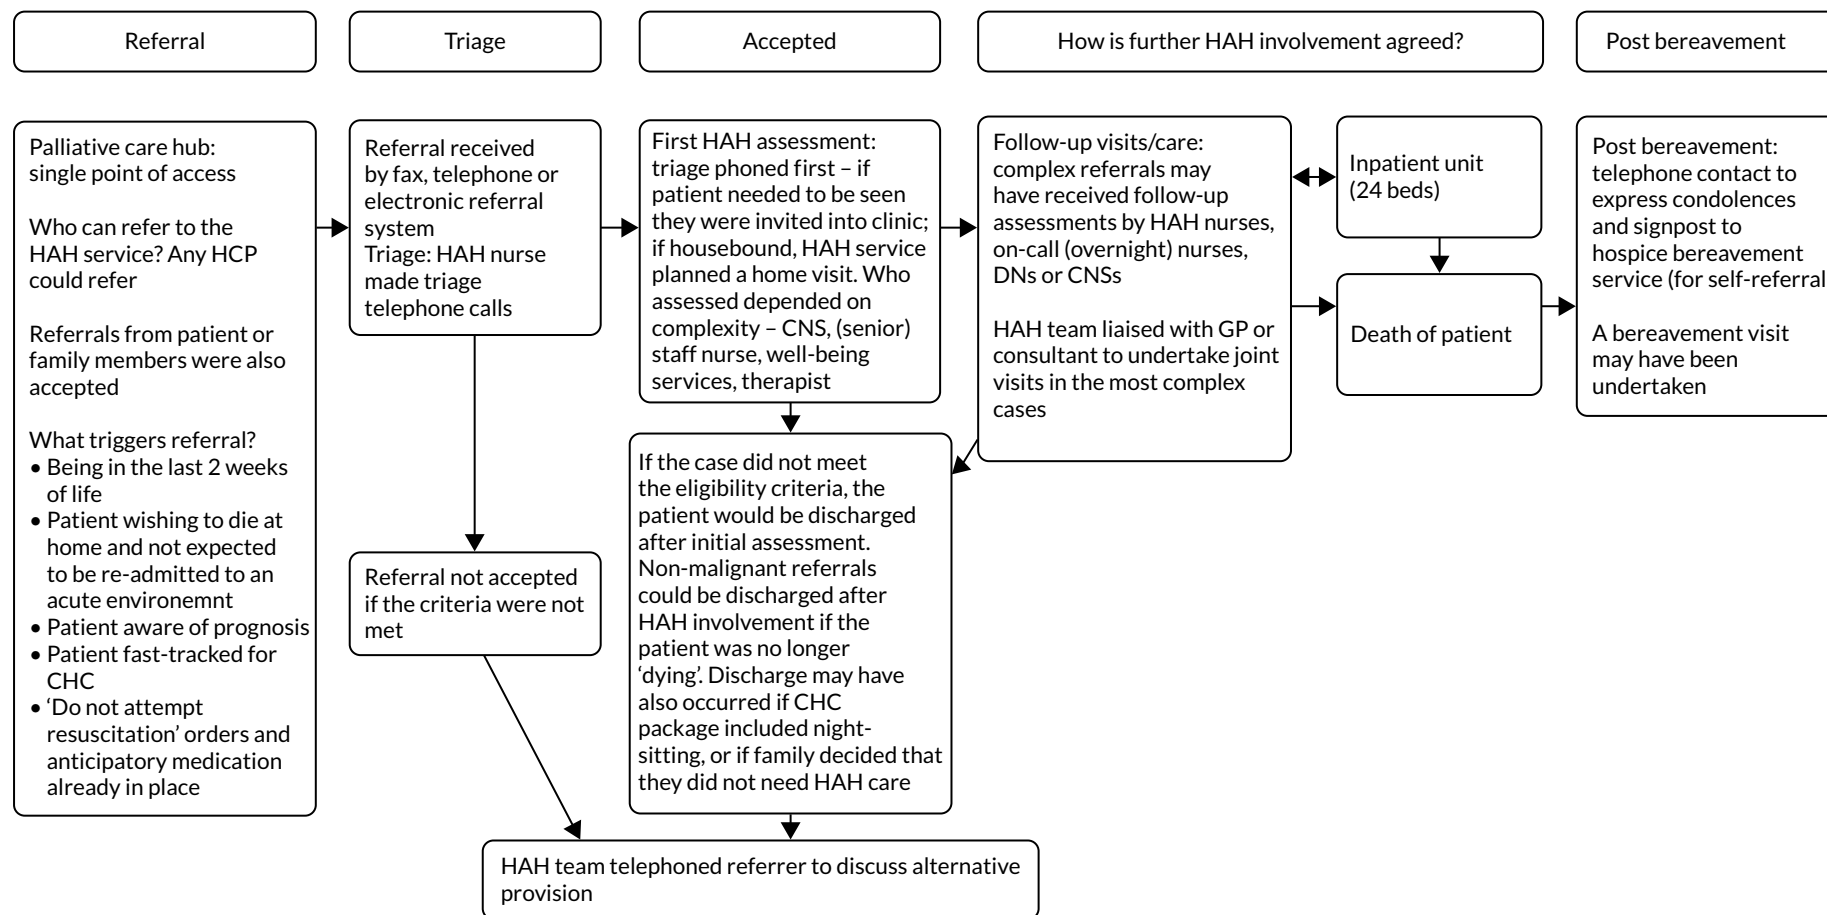 Referral
Triage
Accepted
How is further HAH involvement agreed?
Post bereavement
Palliative care hub:
single point of access
Who can refer to the
HAH service? Any HCP
could refer
Referrals from patient or
family members were also
accepted
What triggers referral?
• Being in the last 2 weeks
of life
• Patient wishing to die at
home and not expected
to be re-admitted to an
acute environemnt
• Patient aware of prognosis
• Patient fast-tracked for
CHC
• ‘Do not attempt
resuscitation’ orders and
anticipatory medication
already in place
Referral received
by fax, telephone or
electronic referral
system
Triage: HAH nurse
made triage
telephone calls
Referral not accepted
if the criteria were not
met
First HAH assessment:
triage phoned first – if
patient needed to be seen
they were invited into clinic;
if housebound, HAH service
planned a home visit. Who
assessed depended on
complexity – CNS, (senior)
staff nurse, well-being
services, therapist
If the case did not meet
the eligibility criteria, the
patient would be discharged
after initial assessment.
Non-malignant referrals
could be discharged after
HAH involvement if the
patient was no longer
‘dying’. Discharge may have
also occurred if CHC
package included night-
sitting, or if family decided that
they did not need HAH care
HAH team telephoned referrer to discuss alternative
provision
Follow-up visits/care:
complex referrals may
have received follow-up
assessments by HAH nurses,
on-call (overnight) nurses,
DNs or CNSs
HAH team liaised with GP or
consultant to undertake joint
visits in the most complex
cases
Inpatient unit
(24 beds)
Death of patient
Post bereavement:
telephone contact to
express condolences
and signpost to
hospice bereavement
service (for self-referral
A bereavement visit
may have been
undertaken